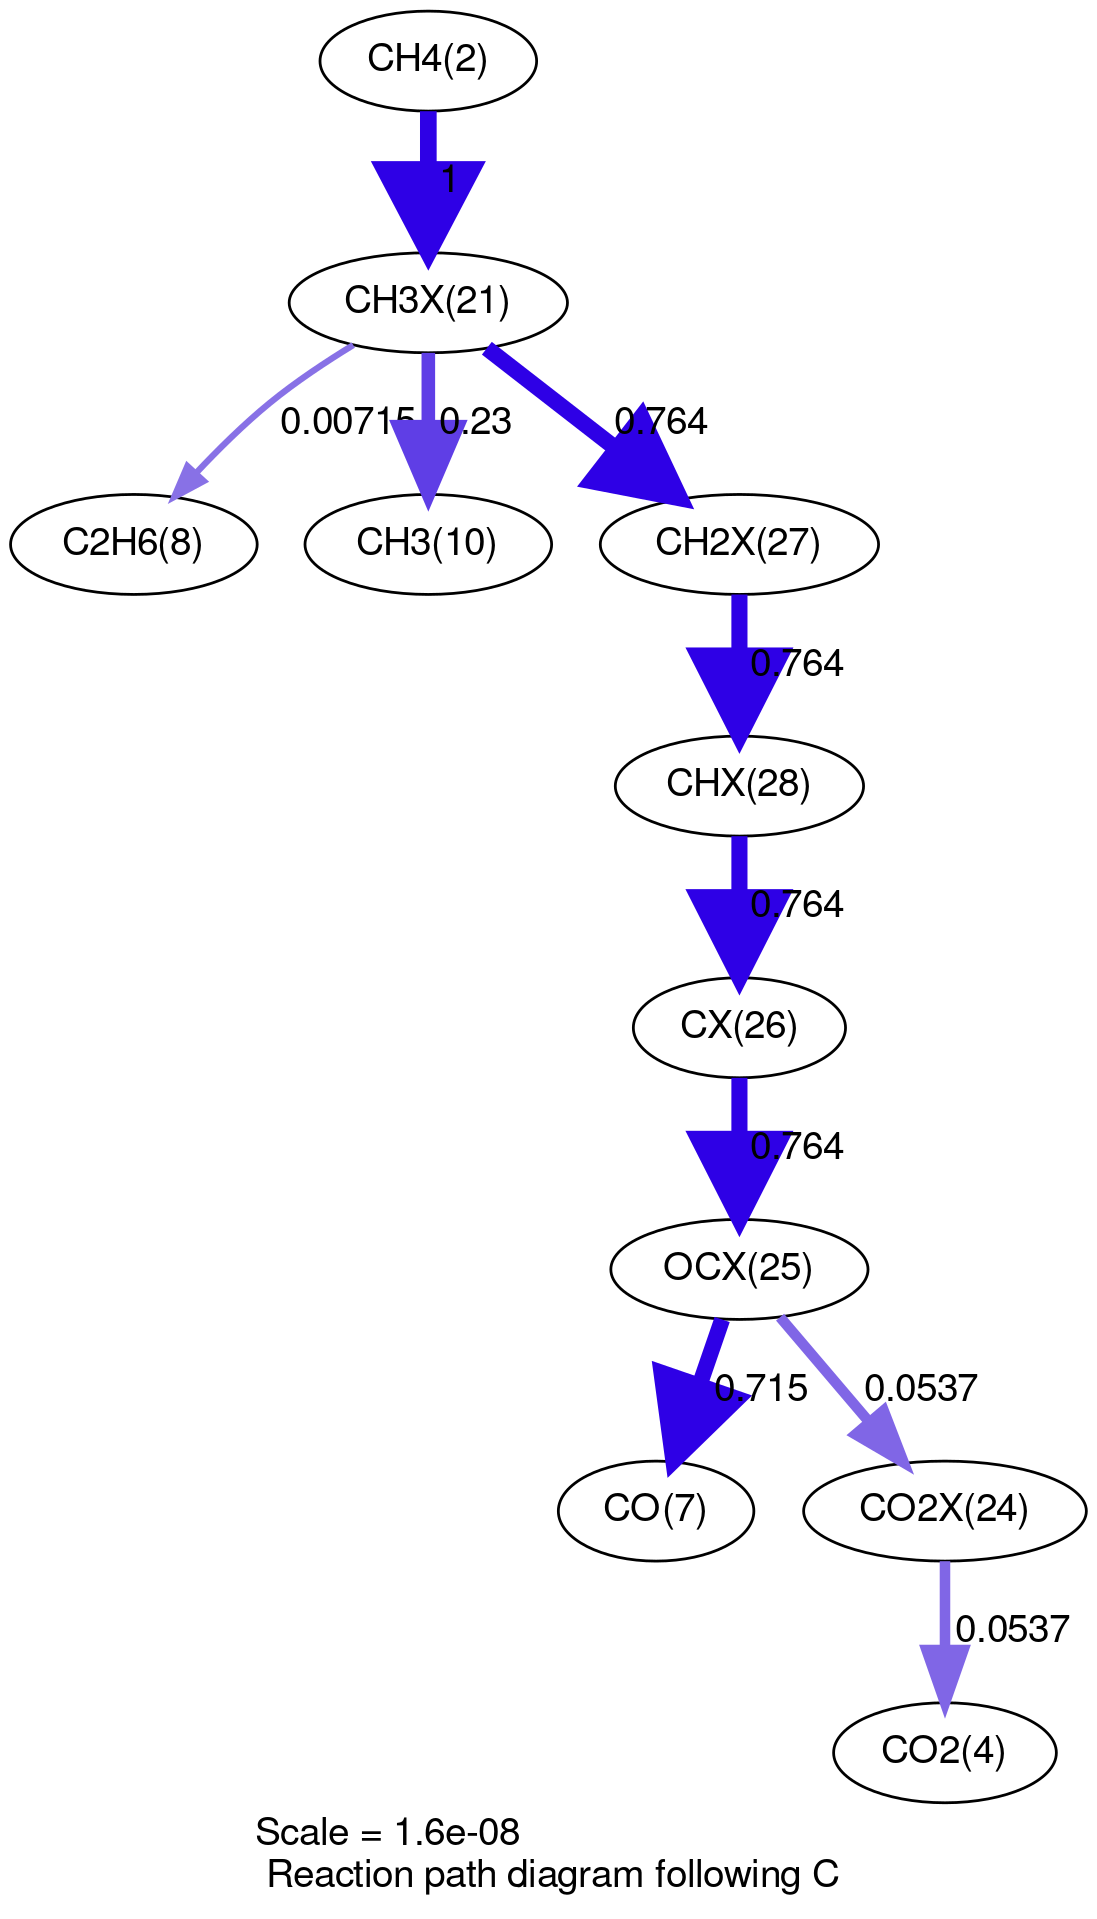 CH4(2)
1
CH3X(21)
0.00715
0.23
0.764
C2H6(8)
CH3(10)
CH2X(27)
0.764
CHX(28)
0.764
CX(26)
0.764
OCX(25)
0.715
0.0537
CO(7)
CO2X(24)
0.0537
CO2(4)
Scale = 1.6e-08
Reaction path diagram following C